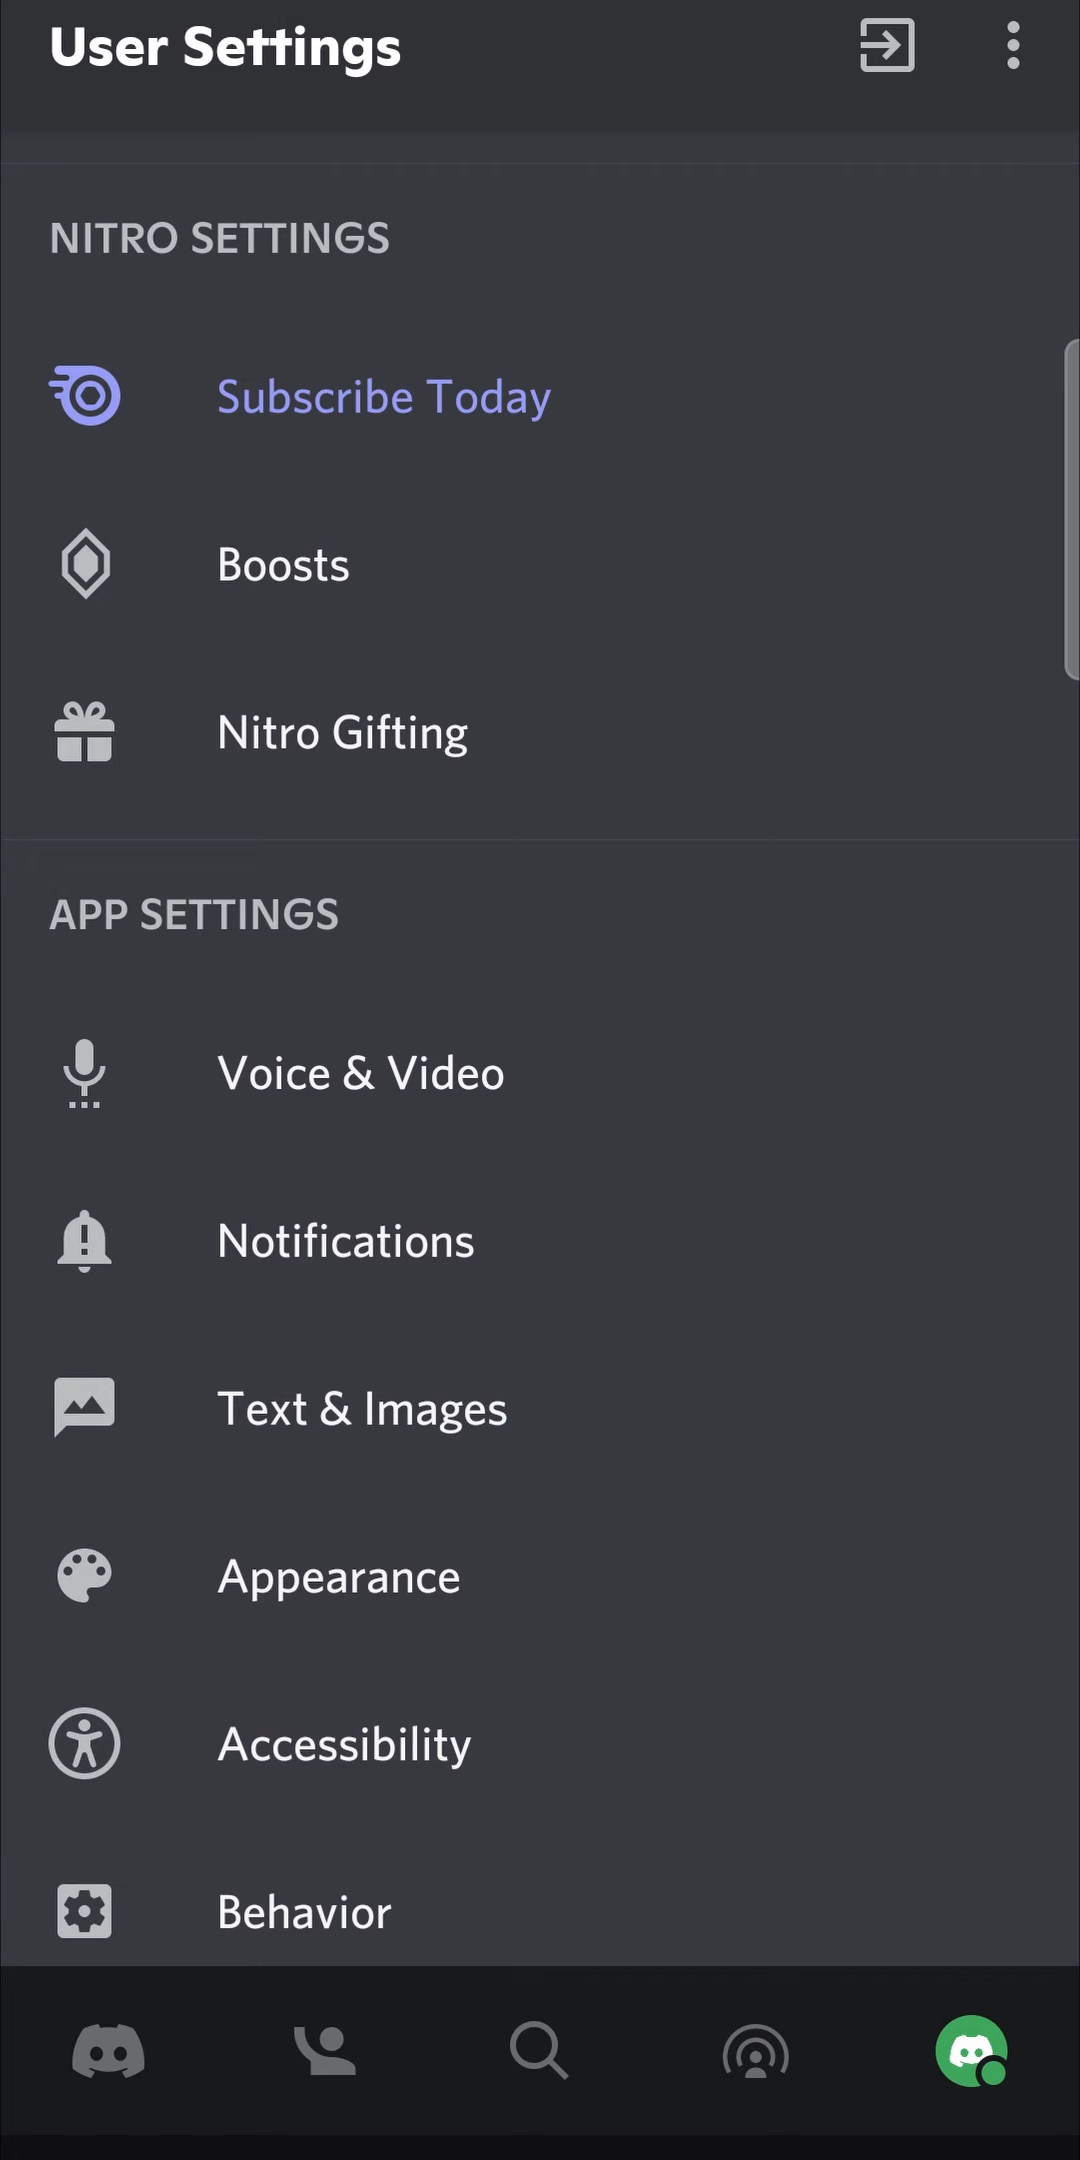 User Settings
NITRO SETTINGS
Subscribe Today
Boosts
Nitro Gifting
APP SETTINGS
Voice & Video
Notifications
Text & Images
Appearance
Accessibility
Behavior